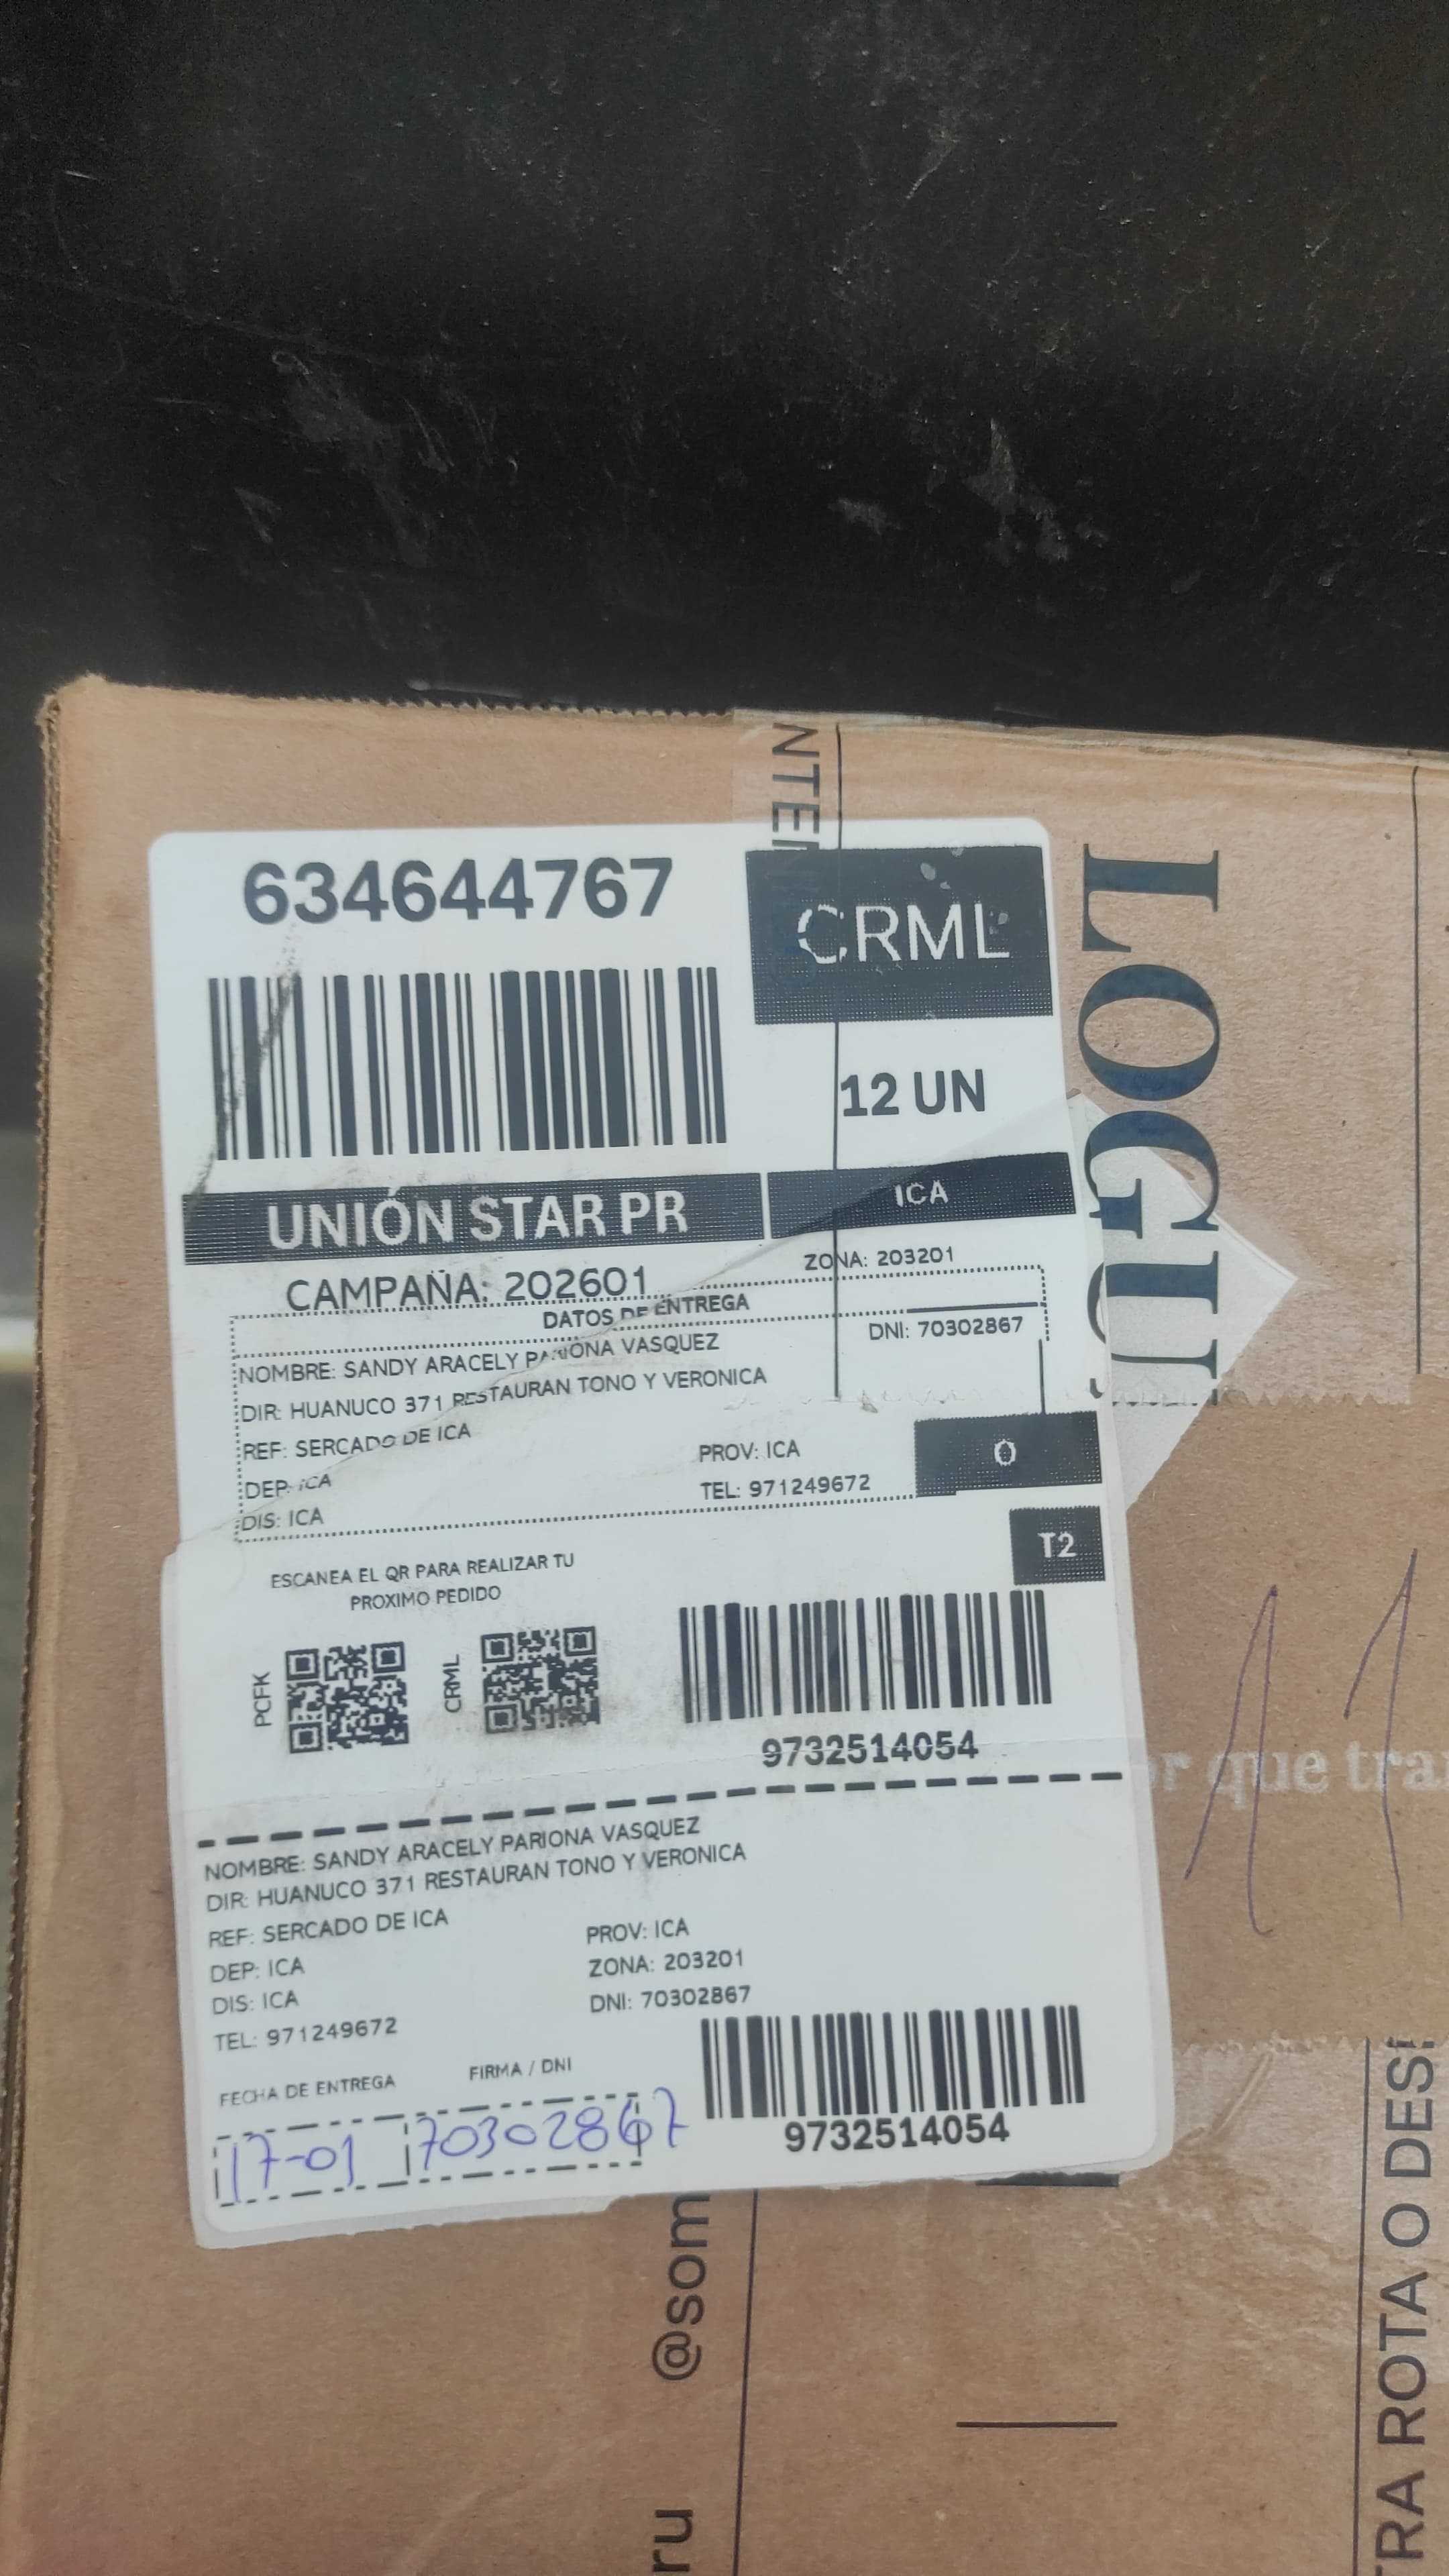 634644767
CRML
12 UN
UNIÓN STAR PR
ICA
CAMPAÑA: 202601
ZONA: 203201
DATOS DE ENTREGA
NOMBRE: SANDY ARACELY PARIONA VASQUEZ
DNI: 70302867
DIR: HUANUCO 371 RESTAURAN TONO Y VERONICA
REF: SERCADO DE ICA
PROV: ICA
DEP: ICA
TEL: 971249672
DIS: ICA
O
T2
ESCANEA EL QR PARA REALIZAR TU
PROXIMO PEDIDO
PCFK
CRML
9732514054
NOMBRE: SANDY ARACELY PARIONA VASQUEZ
DIR: HUANUCO 371 RESTAURAN TONO Y VERONICA
REF: SERCADO DE ICA
PROV: ICA
DEP: ICA
ZONA: 203201
DIS: ICA
DNI: 70302867
TEL: 971249672
FECHA DE ENTREGA
FIRMA / DNI
17-01
70302867
9732514054
11
or que tra
@som
ru
RA ROTA O DES